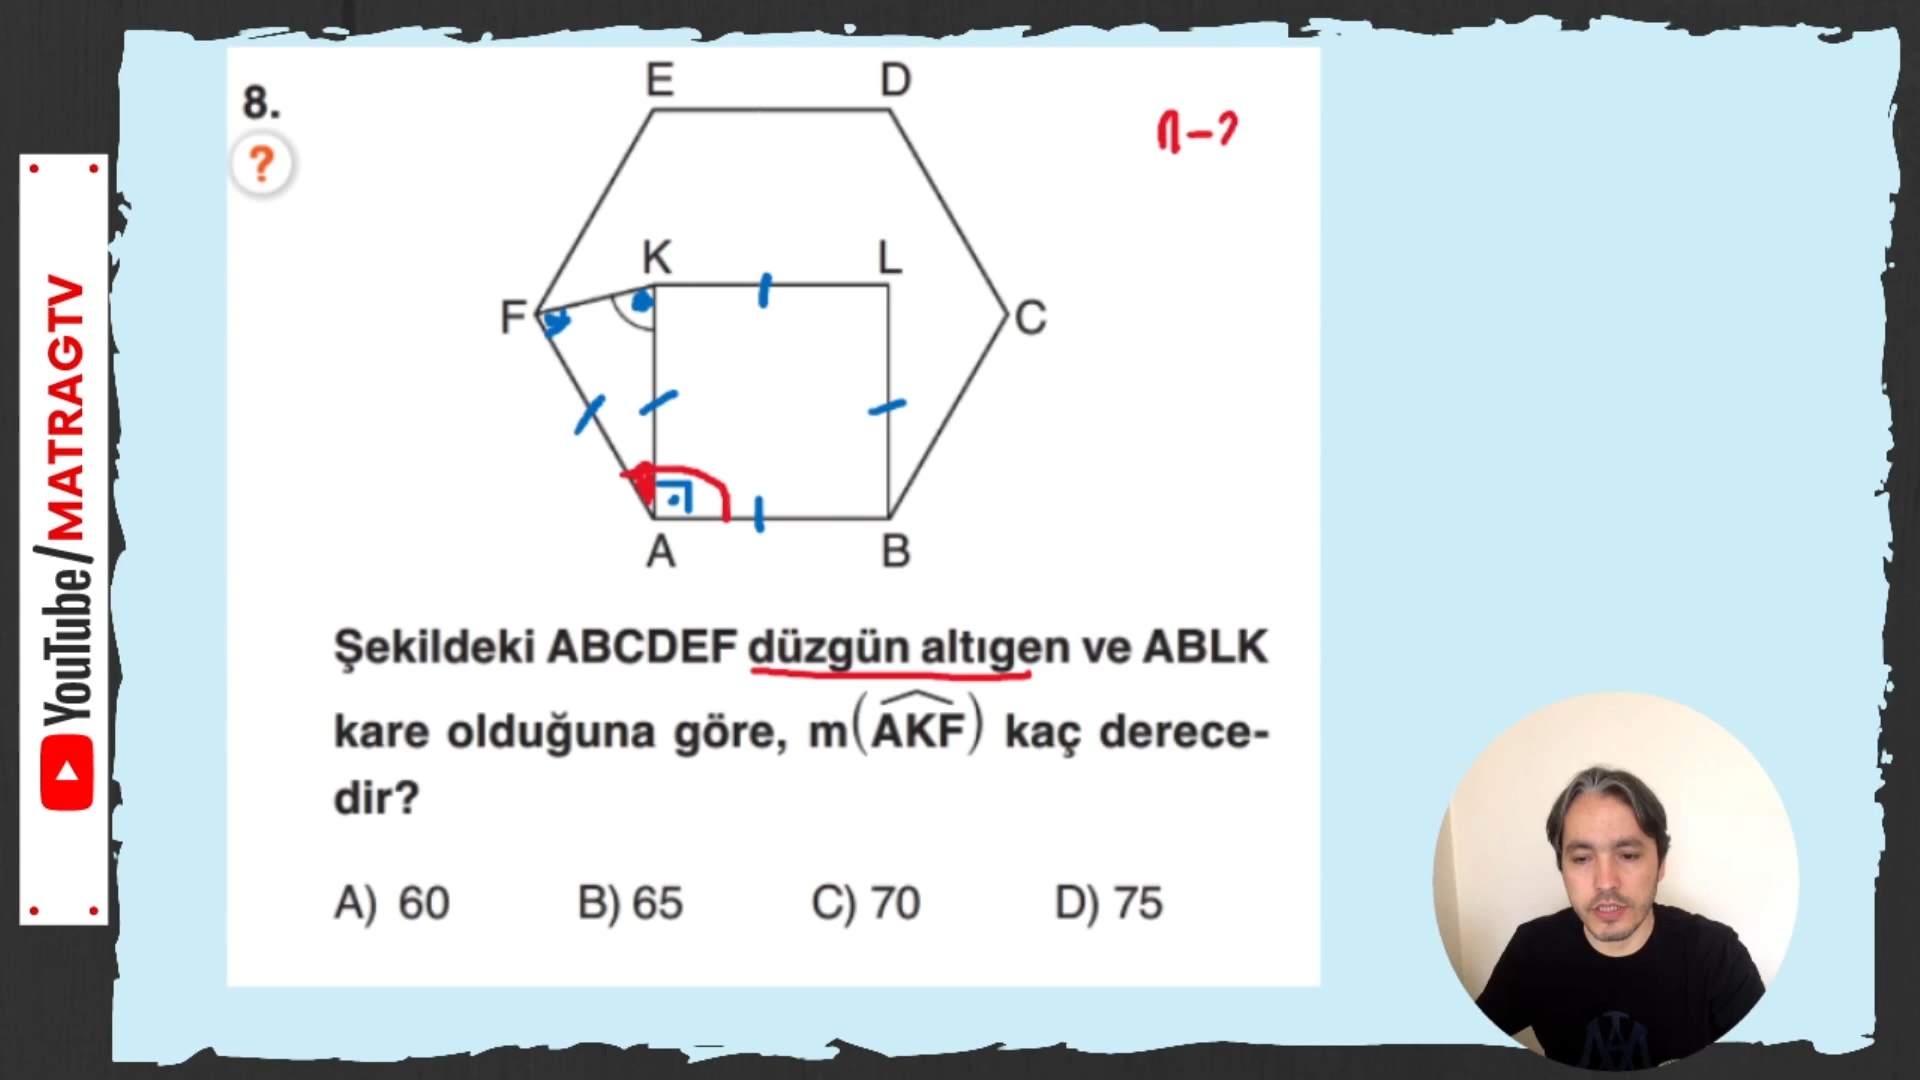 8.
?
E D
n-2
K L
F C
A B
Şekildeki ABCDEF düzgün altıgen ve ABLK
kare olduğuna göre, m(AKF) kaç derece-
dir?
A) 60 B) 65 C) 70 D) 75
YouTube/MATRAGTV